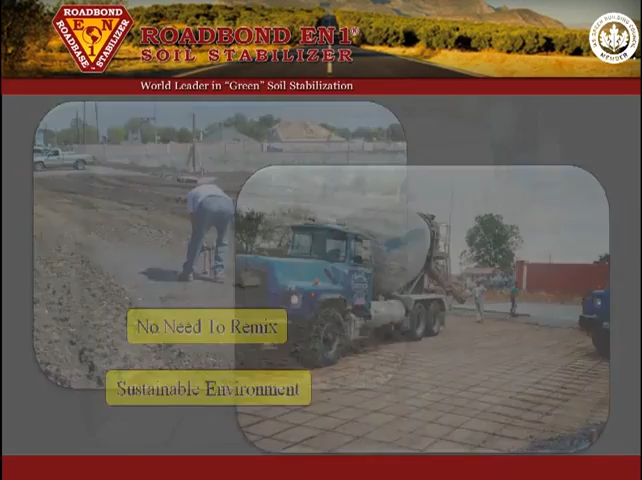 ROADBOND
EN1
ROADBASE STABILIZER
ROADBOND EN1
SOIL STABILIZER
World Leader in "Green" Soil Stabilization
MEMBER
No Need To Remix
Sustainable Environment